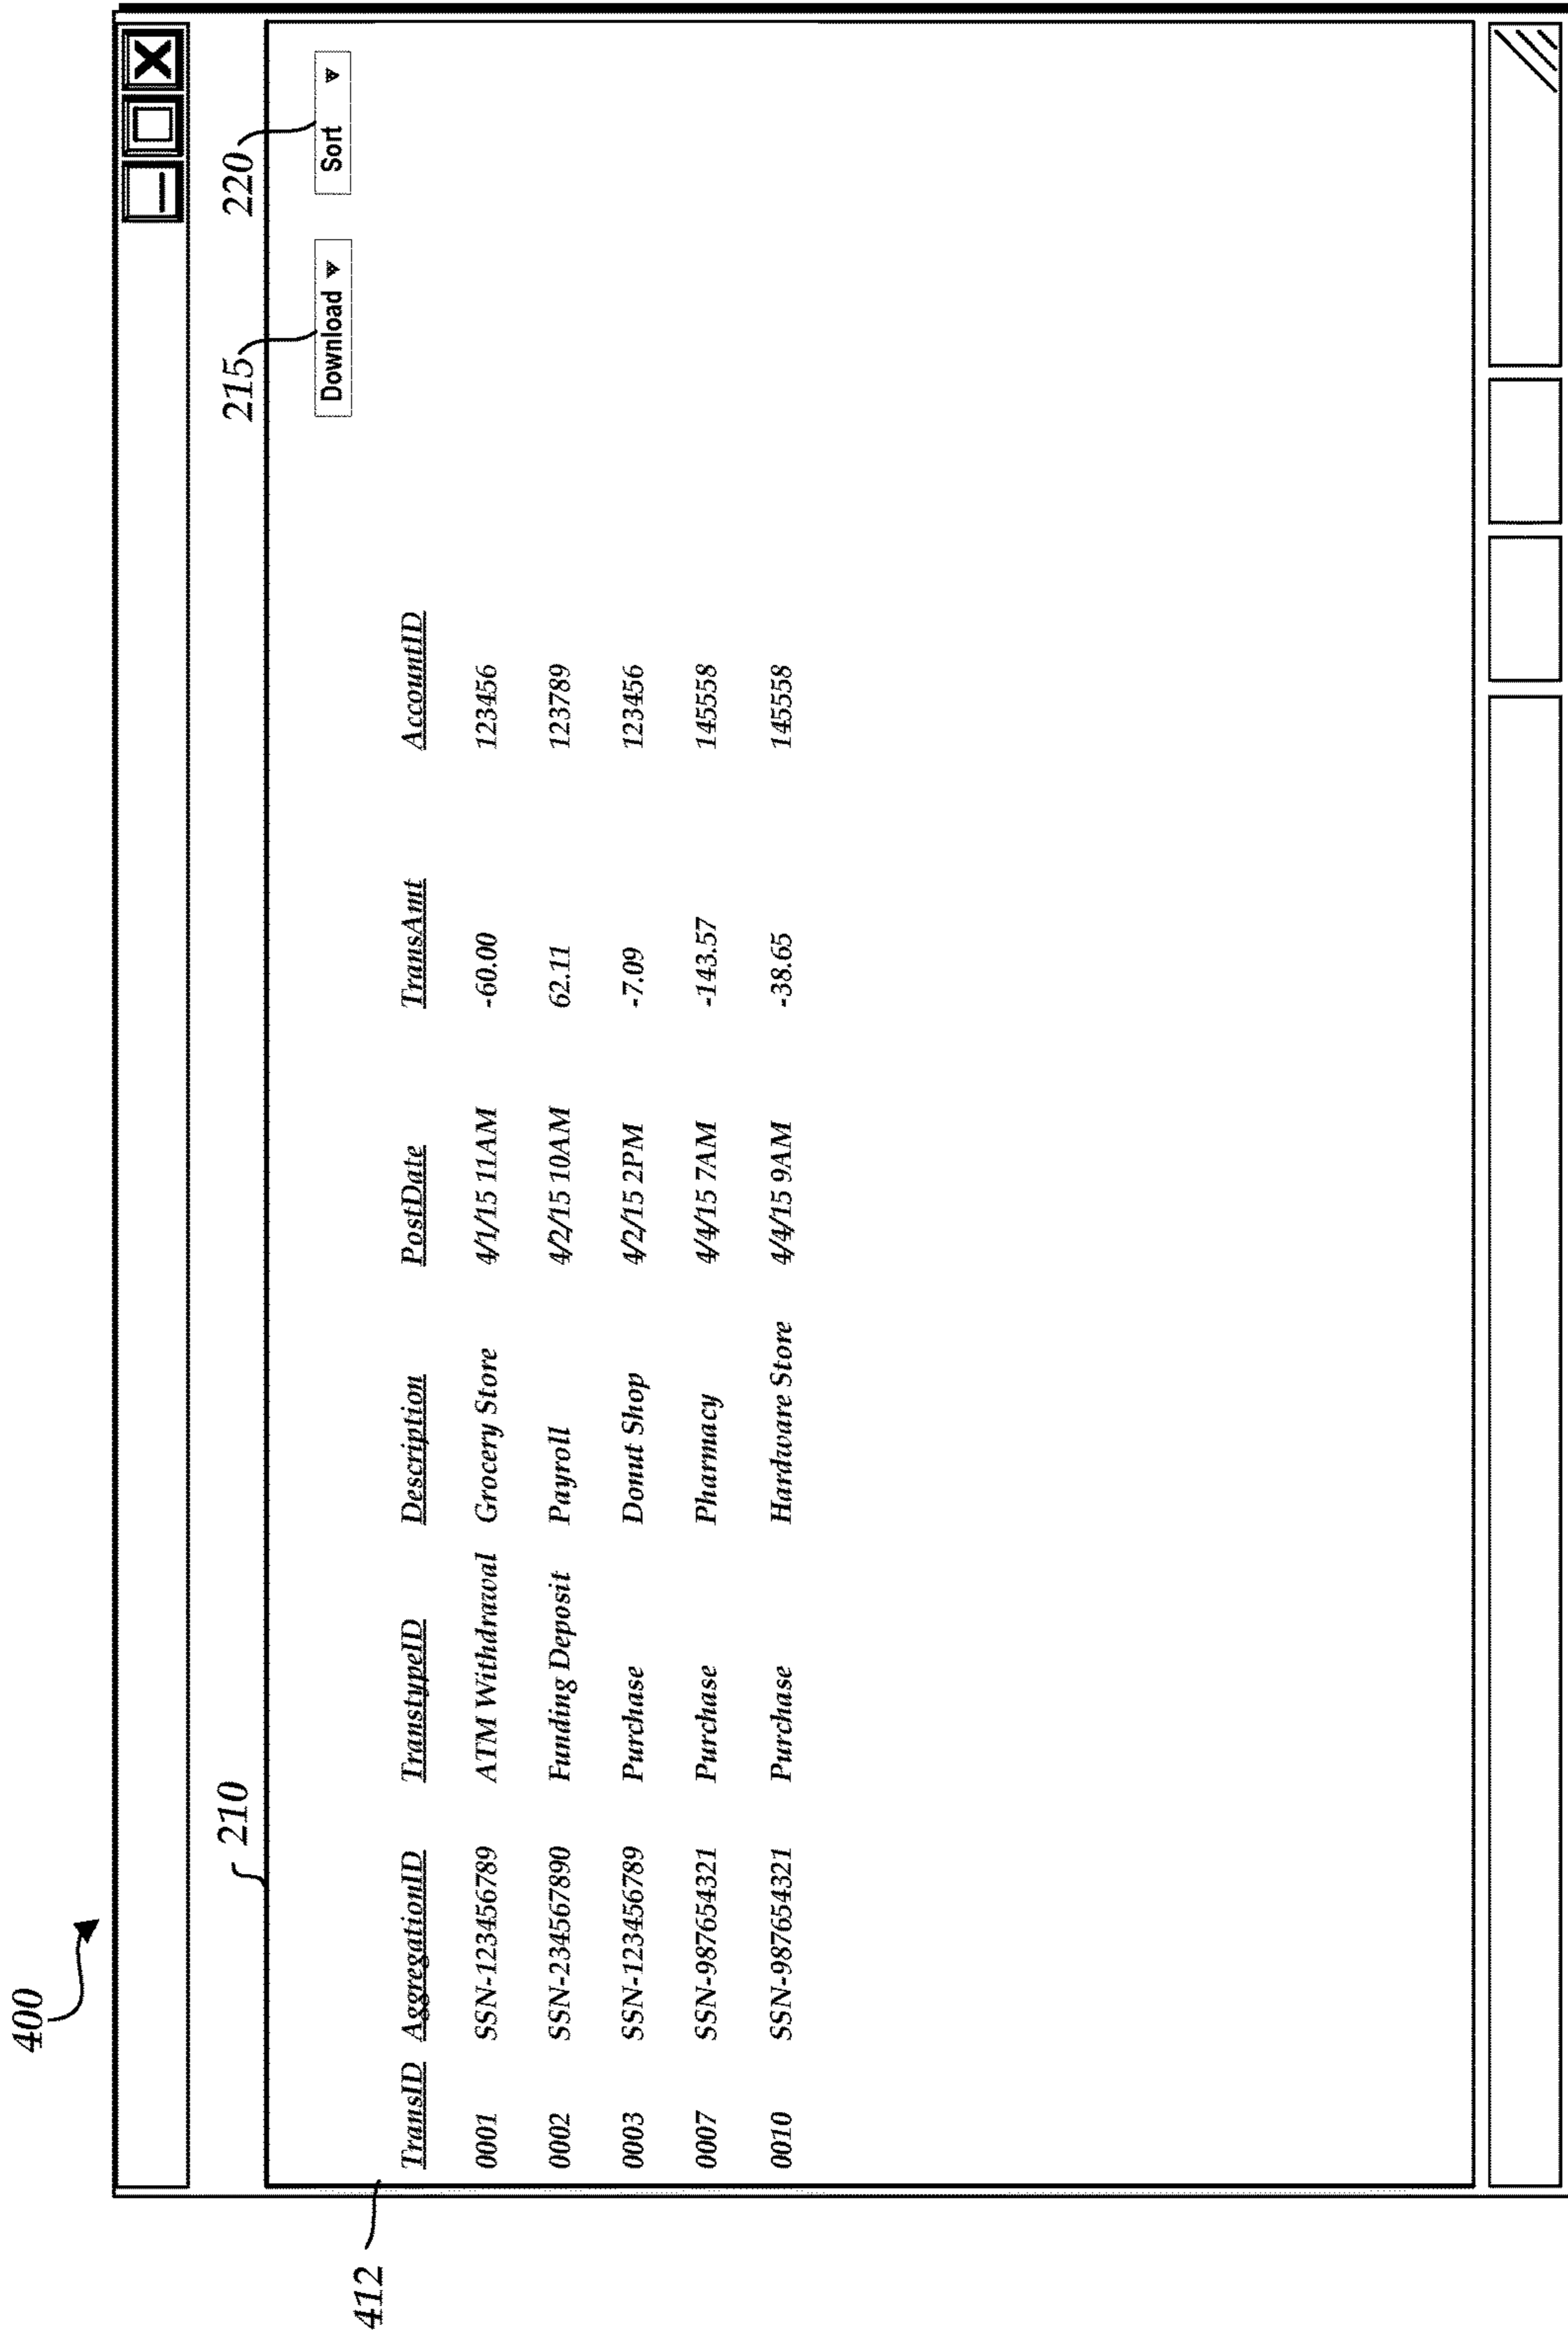 400
210
215
220
Download
Sort
412
TransID AggregationID TranstypeID Description PostDate TransAmt AccountID
0001 SSN-123456789 ATM Withdrawal Grocery Store 4/1/15 11AM -60.00 123456
0002 SSN-234567890 Funding Deposit Payroll 4/2/15 10AM 62.11 123789
0003 SSN-123456789 Purchase Donut Shop 4/2/15 2PM -7.09 123456
0007 SSN-987654321 Purchase Pharmacy 4/4/15 7AM -143.57 145558
0010 SSN-987654321 Purchase Hardware Store 4/4/15 9AM -38.65 145558